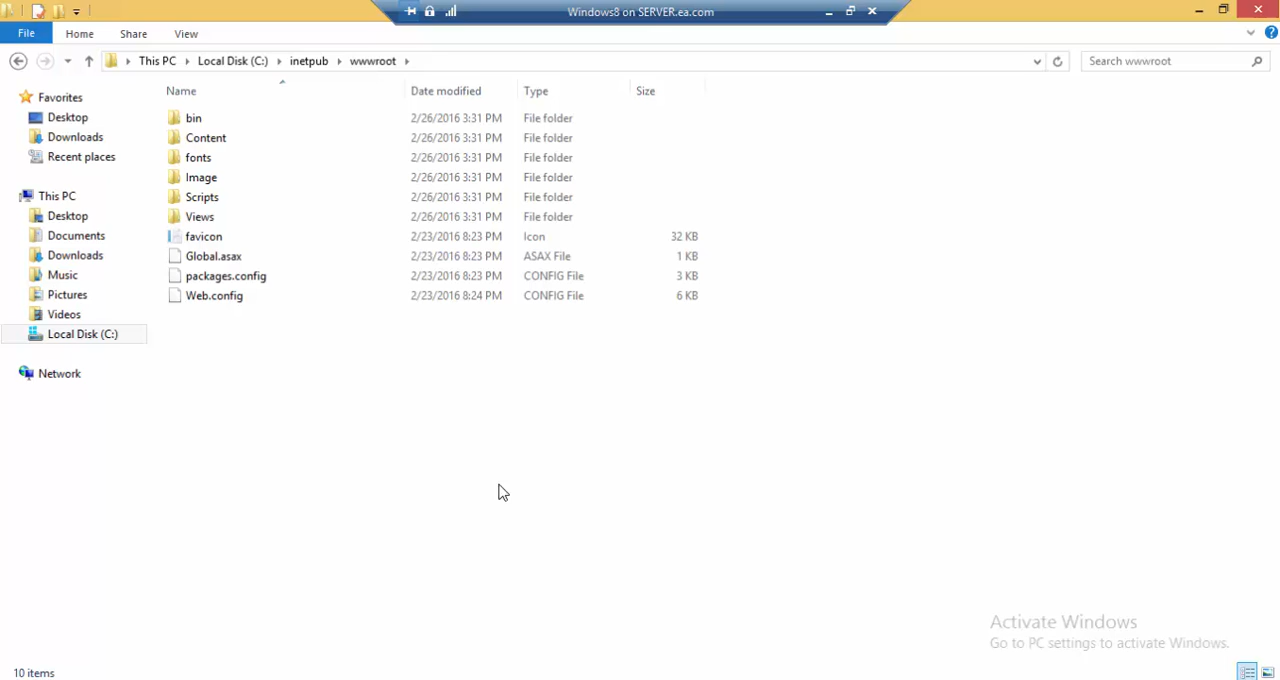 Windows8 on SERVER.ea.com
File Home Share View
This PC Local Disk (C:) inetpub wwwroot Search wwwroot
Name Date modified Type Size
Favorites
Desktop
Downloads
Recent places
This PC
Desktop
Documents
Downloads
Music
Pictures
Videos
Local Disk (C:)
Network
bin 2/26/2016 3:31 PM File folder
Content 2/26/2016 3:31 PM File folder
fonts 2/26/2016 3:31 PM File folder
Image 2/26/2016 3:31 PM File folder
Scripts 2/26/2016 3:31 PM File folder
Views 2/26/2016 3:31 PM File folder
favicon 2/23/2016 8:23 PM Icon 32 KB
Global.asax 2/23/2016 8:23 PM ASAX File 1 KB
packages.config 2/23/2016 8:23 PM CONFIG File 3 KB
Web.config 2/23/2016 8:24 PM CONFIG File 6 KB
Activate Windows
Go to PC settings to activate Windows.
10 items